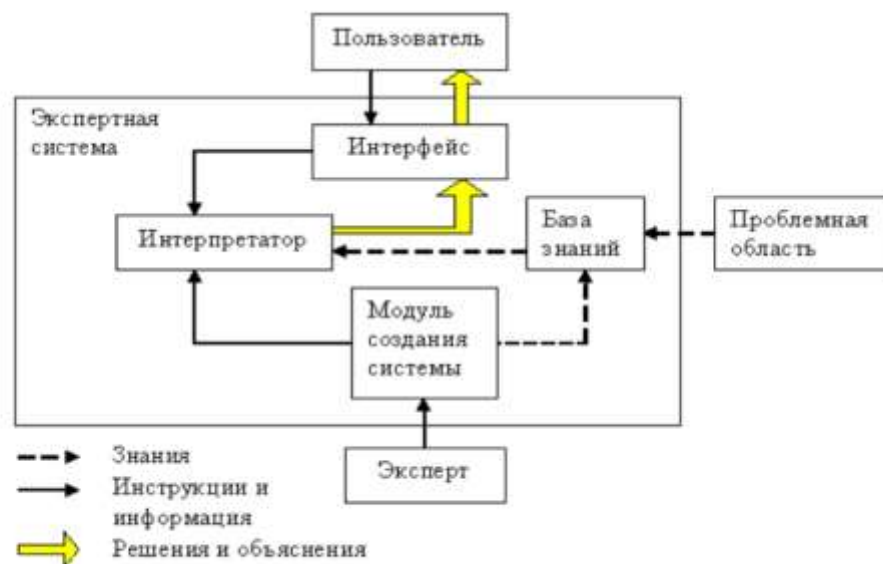 Пользователь
Экспертная
система
Интерфейс
Интерпретатор
База
знаний
Проблемная
область
Модуль
создания
системы
Эксперт
Знания
Инструкции и
информация
Решения и объяснения